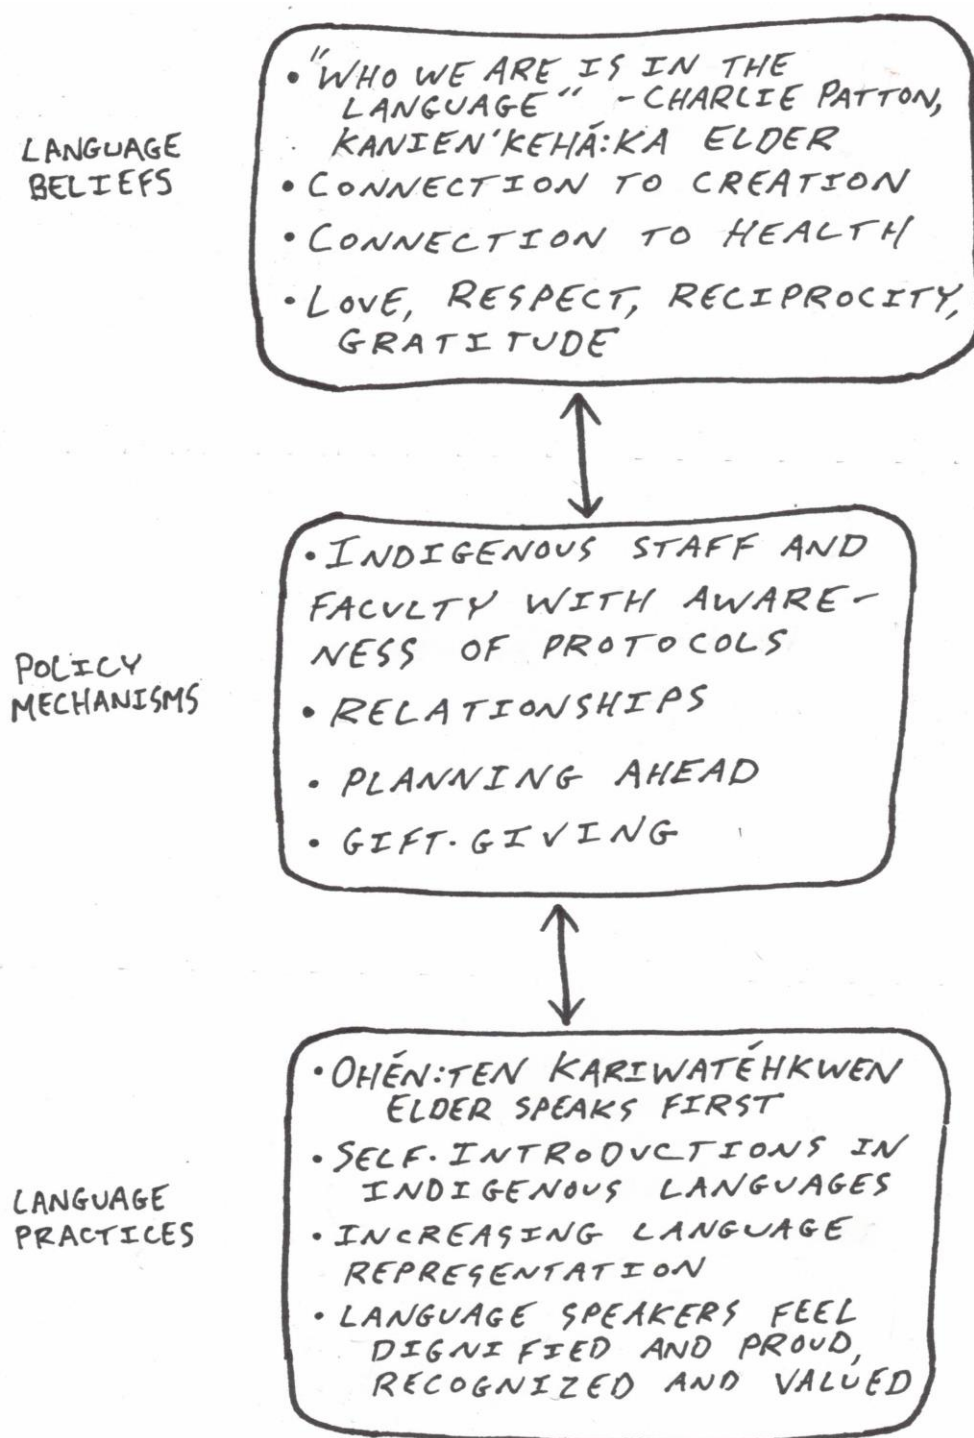 LANGUAGE
BELIEFS
• "WHO WE ARE IS IN THE
LANGUAGE" - CHARLIE PATTON,
KANIEN'KEHÁ:KA ELDER
• CONNECTION TO CREATION
• CONNECTION TO HEALTH
• LOVE, RESPECT, RECIPROCITY,
GRATITUDE
POLICY
MECHANISMS
• INDIGENOUS STAFF AND
FACULTY WITH AWARE-
NESS OF PROTOCOLS
• RELATIONSHIPS
• PLANNING AHEAD
• GIFT-GIVING
LANGUAGE
PRACTICES
• OHÉN:TEN KARIWATÉHKWEN
ELDER SPEAKS FIRST
• SELF-INTRODUCTIONS IN
INDIGENOUS LANGUAGES
• INCREASING LANGUAGE
REPRESENTATION
• LANGUAGE SPEAKERS FEEL
DIGNIFIED AND PROUD,
RECOGNIZED AND VALUED